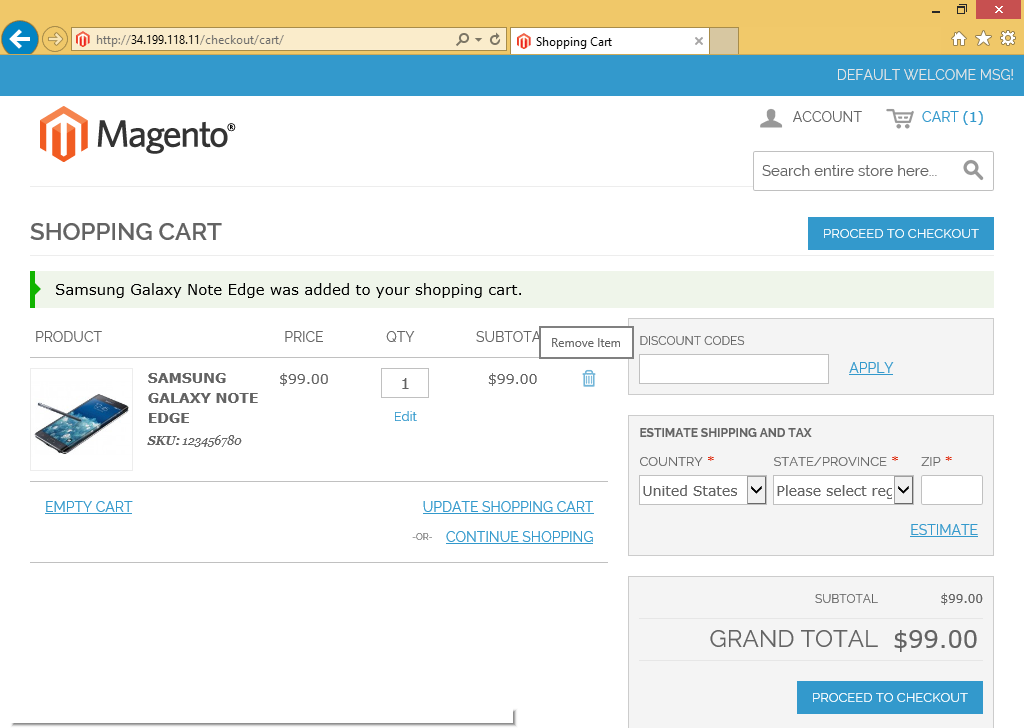 http://34.199.118.11/checkout/cart/
Shopping Cart
DEFAULT WELCOME MSG!
Magento®
ACCOUNT
CART (1)
Search entire store here...
SHOPPING CART
PROCEED TO CHECKOUT
Samsung Galaxy Note Edge was added to your shopping cart.
PRODUCT PRICE QTY SUBTOTA
Remove Item
SAMSUNG GALAXY NOTE EDGE
SKU: 123456780
$99.00
1
Edit
$99.00
EMPTY CART
UPDATE SHOPPING CART
-OR- CONTINUE SHOPPING
DISCOUNT CODES
APPLY
ESTIMATE SHIPPING AND TAX
COUNTRY * STATE/PROVINCE * ZIP *
United States Please select reg
ESTIMATE
SUBTOTAL $99.00
GRAND TOTAL $99.00
PROCEED TO CHECKOUT